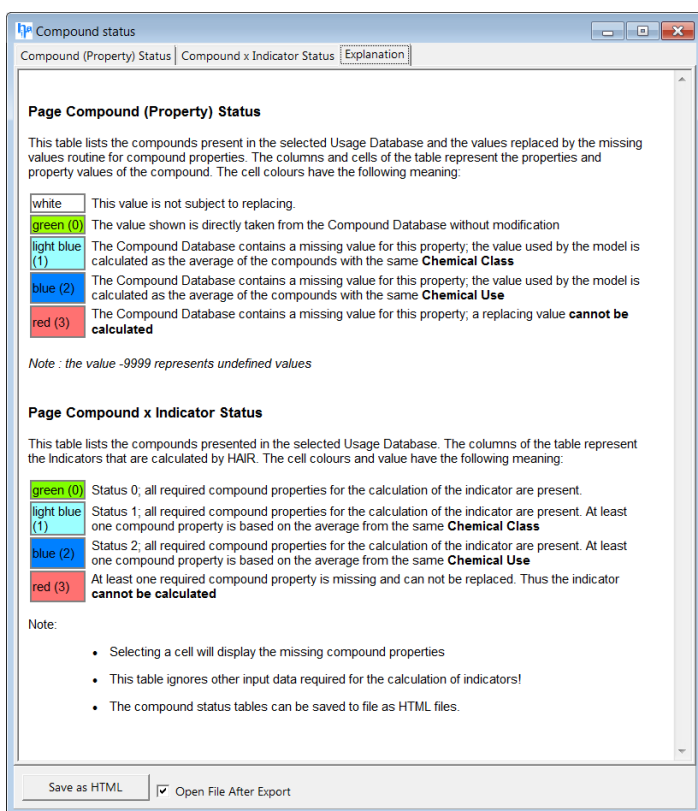 Compound status
Compound (Property) Status
Compound x Indicator Status
Explanation
Page Compound (Property) Status
This table lists the compounds present in the selected Usage Database and the values replaced by the missing
values routine for compound properties. The columns and cells of the table represent the properties and
property values of the compound. The cell colours have the following meaning:
white This value is not subject to replacing.
green (0) The value shown is directly taken from the Compound Database without modification
light blue The Compound Database contains a missing value for this property; the value used by the model is
(1) calculated as the average of the compounds with the same Chemical Class
blue (2) The Compound Database contains a missing value for this property; the value used by the model is
calculated as the average of the compounds with the same Chemical Use
red (3) The Compound Database contains a missing value for this property; a replacing value cannot be
calculated
Note : the value -9999 represents undefined values
Page Compound x Indicator Status
This table lists the compounds presented in the selected Usage Database. The columns of the table represent
the Indicators that are calculated by HAIR. The cell colours and value have the following meaning:
green (0) Status 0; all required compound properties for the calculation of the indicator are present.
light blue Status 1; all required compound properties for the calculation of the indicator are present. At least
(1) one compound property is based on the average from the same Chemical Class
blue (2) Status 2; all required compound properties for the calculation of the indicator are present. At least
one compound property is based on the average from the same Chemical Use
red (3) At least one required compound property is missing and can not be replaced. Thus the indicator
cannot be calculated
Note:
• Selecting a cell will display the missing compound properties
• This table ignores other input data required for the calculation of indicators!
• The compound status tables can be saved to file as HTML files.
Save as HTML
Open File After Export